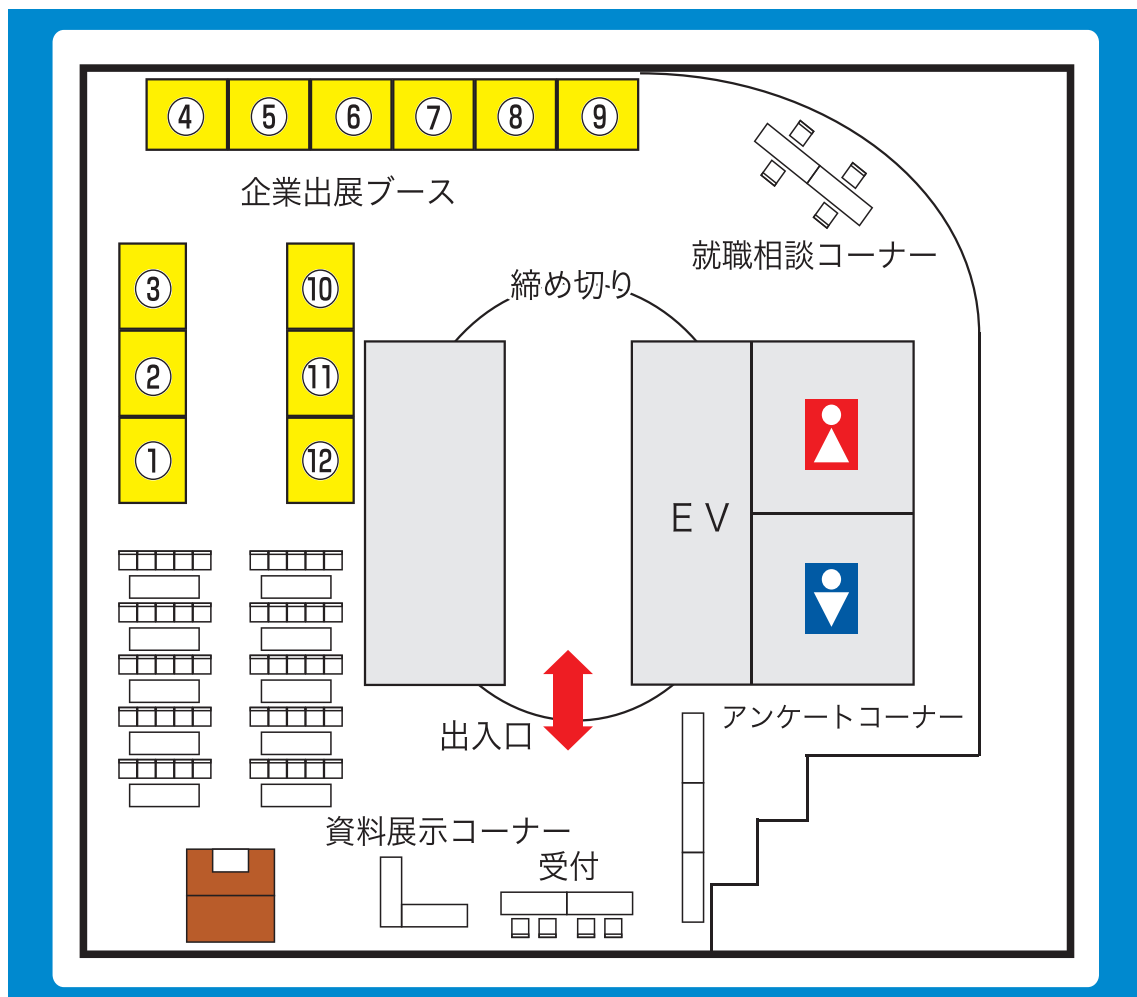 ④ ⑤ ⑥ ⑦ ⑧ ⑨
企業出展ブース
就職相談コーナー
③ ⑩
締め切り
② ⑪
① ⑫
EV
アンケートコーナー
出入口
資料展示コーナー
受付